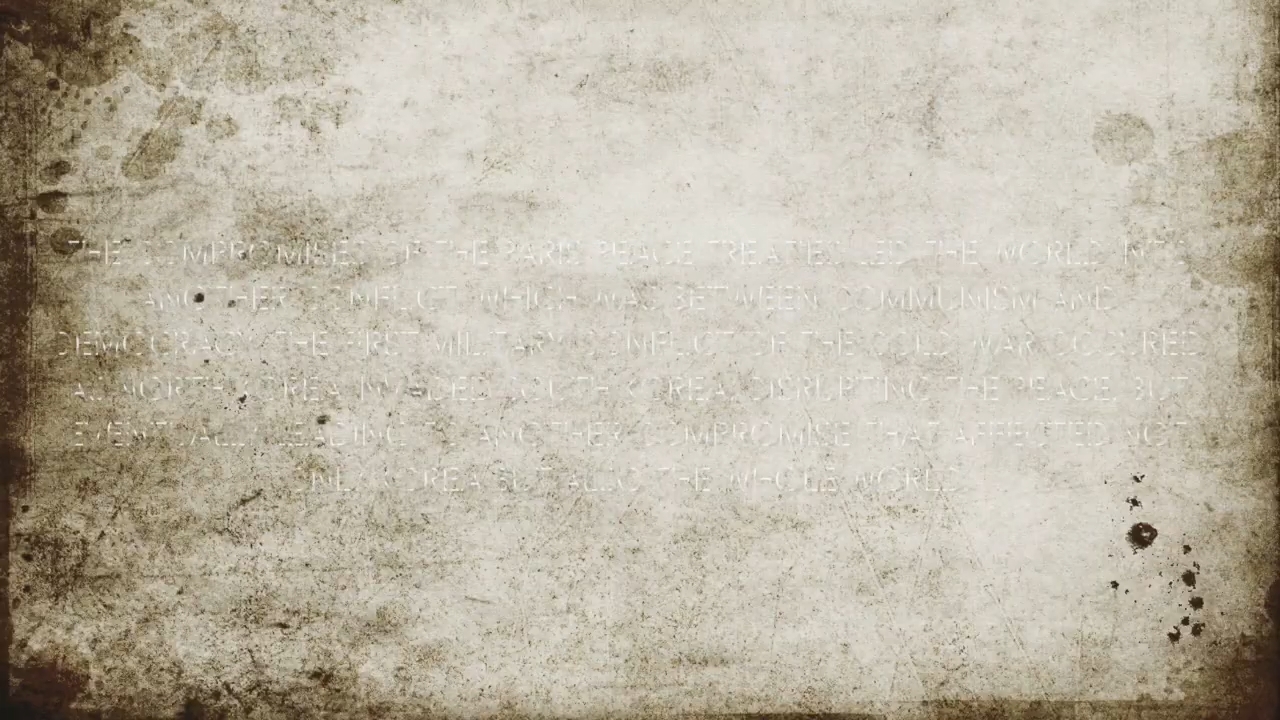 THE COMPROMISES OF THE PARIS PEACE TREATIES LED THE WORLD INTO
ANOTHER CONFLICT WHICH WAS BETWEEN COMMUNISM AND
DEMOCRACY. THE FIRST MILITARY CONFLICT OF THE COLD WAR OCCURED
AS NORTH KOREA INVADED SOUTH KOREA, DISRUPTING THE PEACE, BUT
EVENTUALLY LEADING TO ANOTHER COMPROMISE THAT AFFECTED NOT
ONLY KOREA BUT ALSO THE WHOLE WORLD.